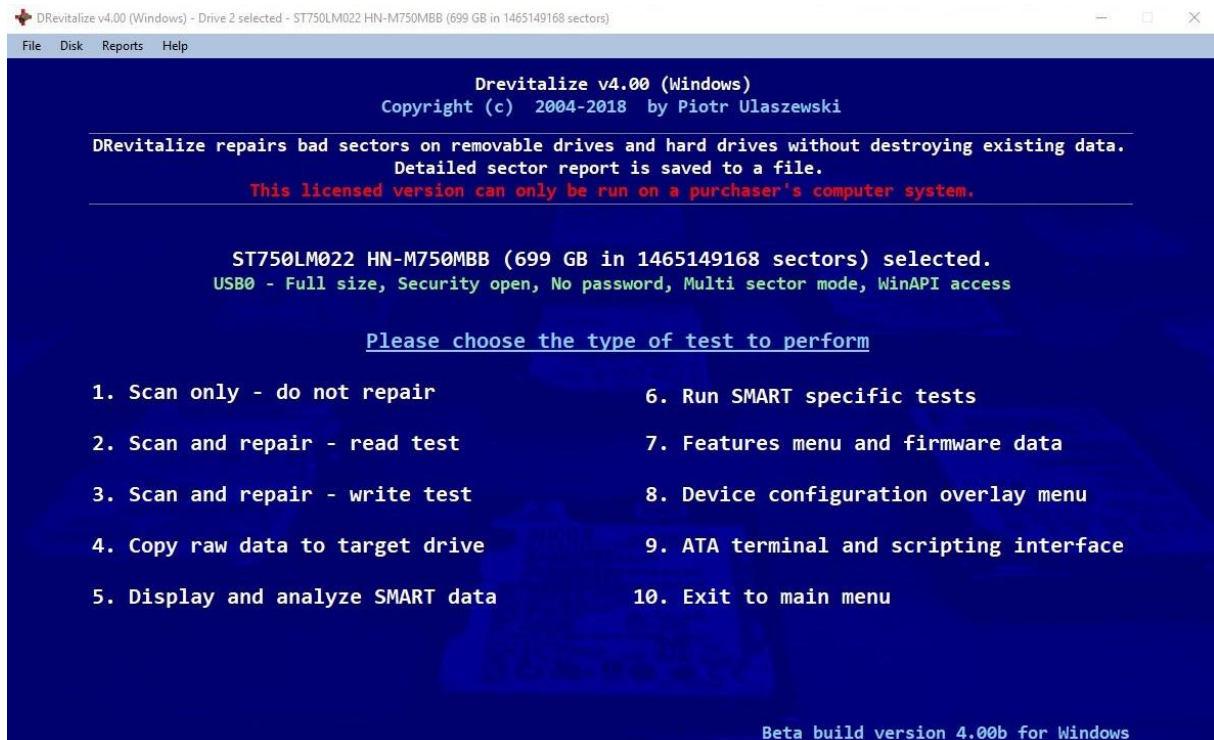 DRevitalize v4.00 (Windows) - Drive 2 selected - ST750LM022 HN-M750MBB (699 GB in 1465149168 sectors)
File Disk Reports Help
Drevitalize v4.00 (Windows)
Copyright (c) 2004-2018 by Piotr Ulaszewski
DRevitalize repairs bad sectors on removable drives and hard drives without destroying existing data.
Detailed sector report is saved to a file.
This licensed version can only be run on a purchaser's computer system.
ST750LM022 HN-M750MBB (699 GB in 1465149168 sectors) selected.
USB0 - Full size, Security open, No password, Multi sector mode, WinAPI access
Please choose the type of test to perform
1. Scan only - do not repair
2. Scan and repair - read test
3. Scan and repair - write test
4. Copy raw data to target drive
5. Display and analyze SMART data
6. Run SMART specific tests
7. Features menu and firmware data
8. Device configuration overlay menu
9. ATA terminal and scripting interface
10. Exit to main menu
Beta build version 4.00b for Windows